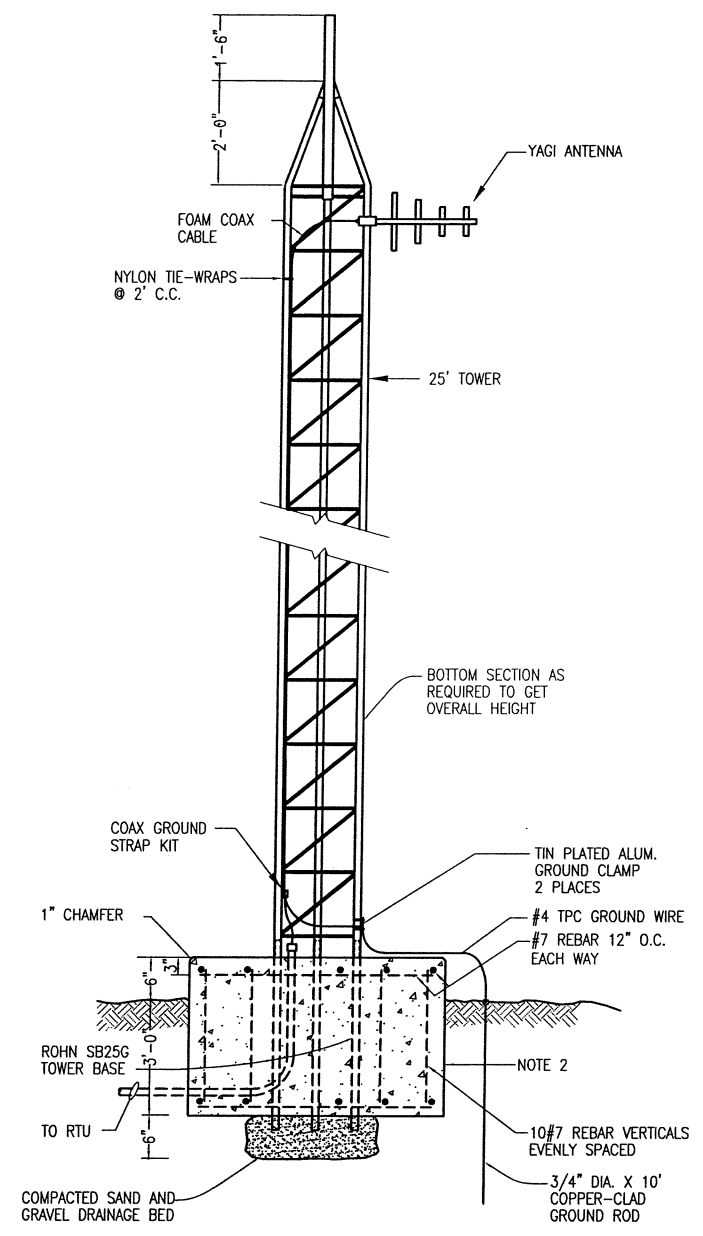 1'-6"
2'-0"
YAGI ANTENNA
FOAM COAX
CABLE
NYLON TIE-WRAPS
@ 2' C.C.
25' TOWER
BOTTOM SECTION AS
REQUIRED TO GET
OVERALL HEIGHT
COAX GROUND
STRAP KIT
TIN PLATED ALUM.
GROUND CLAMP
2 PLACES
1" CHAMFER
#4 TPC GROUND WIRE
#7 REBAR 12" O.C.
EACH WAY
3"
6"
3'-0"
ROHN SB25G
TOWER BASE
NOTE 2
TO RTU
6"
10#7 REBAR VERTICALS
EVENLY SPACED
3/4" DIA. X 10'
COPPER-CLAD
GROUND ROD
COMPACTED SAND AND
GRAVEL DRAINAGE BED